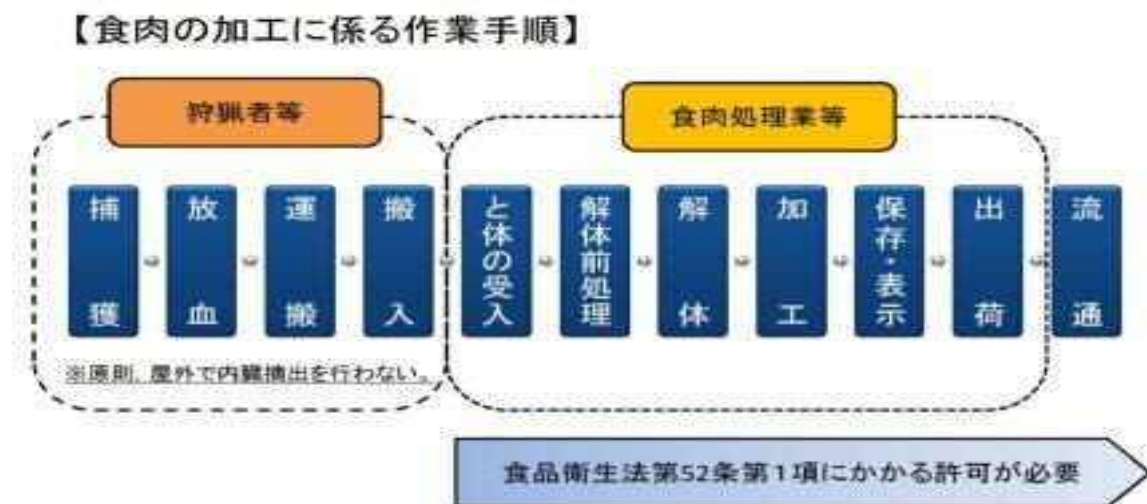 【食肉の加工に係る作業手順】
狩猟者等
食肉処理業等
捕獲
放血
運搬
搬入
と体の受入
解体前処理
解体
加工
保存・表示
出荷
流通
※原則、屋外で内臓摘出を行わない。
食品衛生法第52条第1項にかかる許可が必要